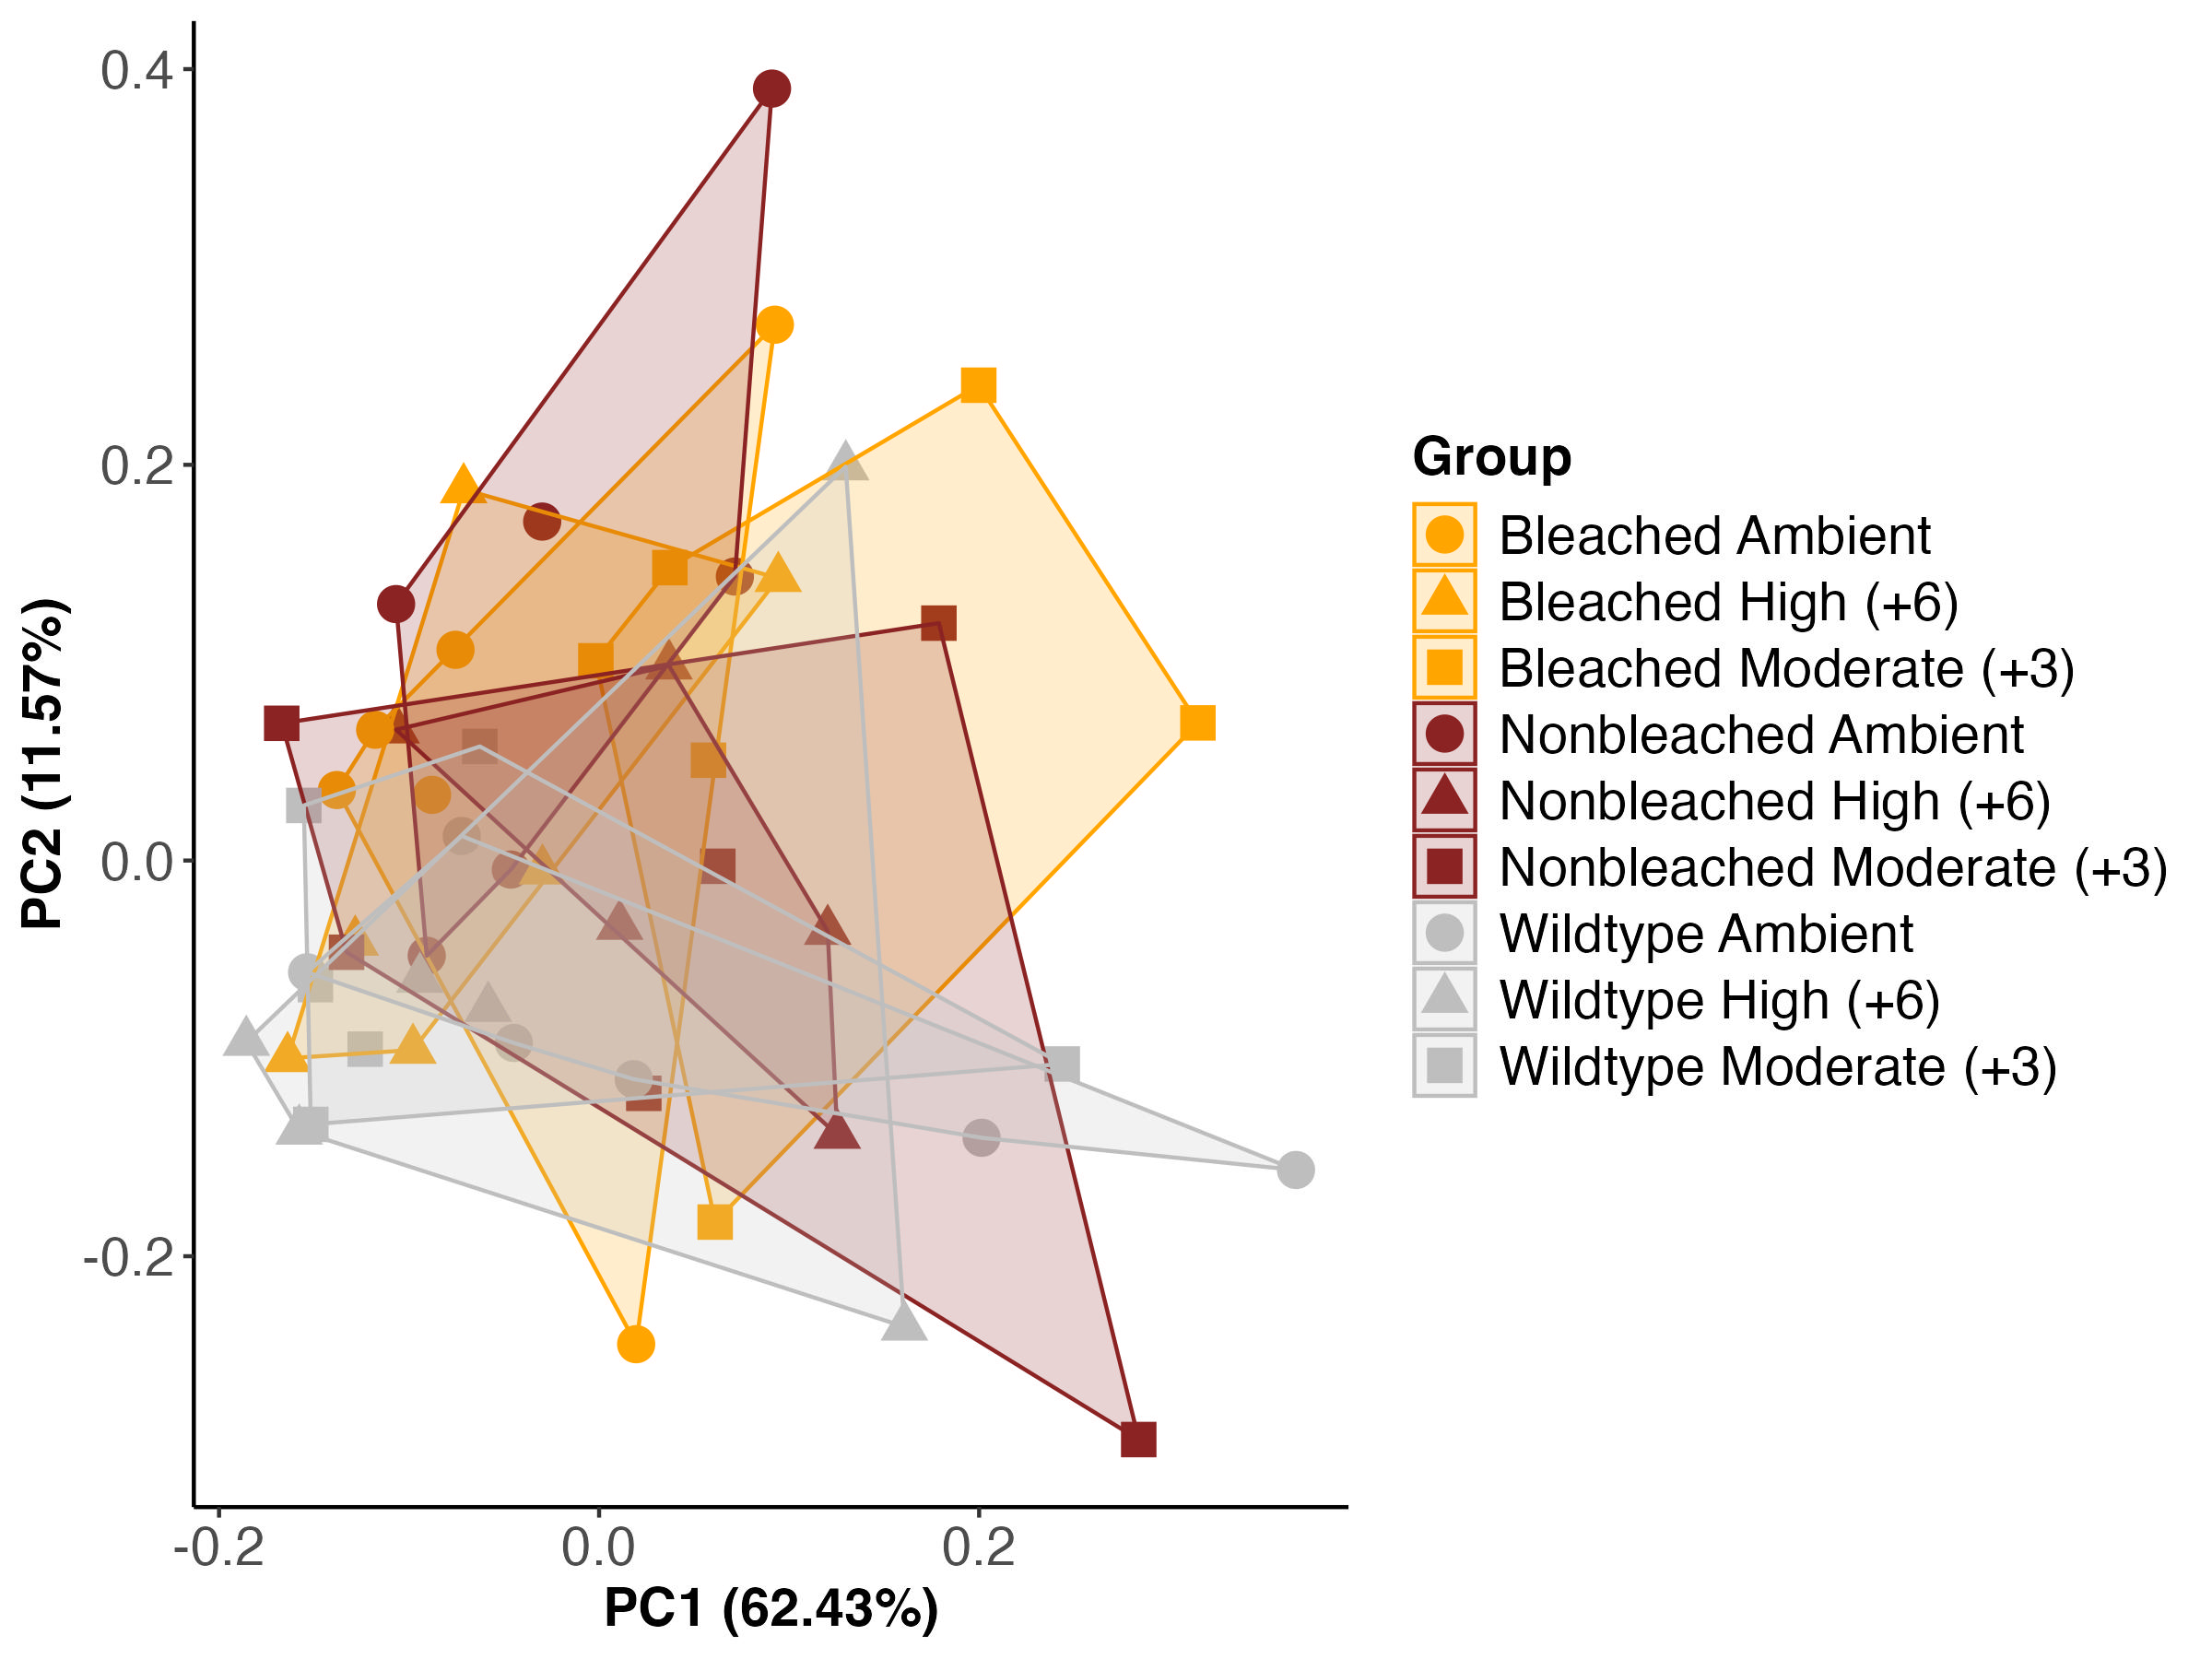 0.4
0.2
0.0
-0.2
PC2 (11.57%)
-0.2
0.0
0.2
PC1 (62.43%)
Group
Bleached Ambient
Bleached High (+6)
Bleached Moderate (+3)
Nonbleached Ambient
Nonbleached High (+6)
Nonbleached Moderate (+3)
Wildtype Ambient
Wildtype High (+6)
Wildtype Moderate (+3)